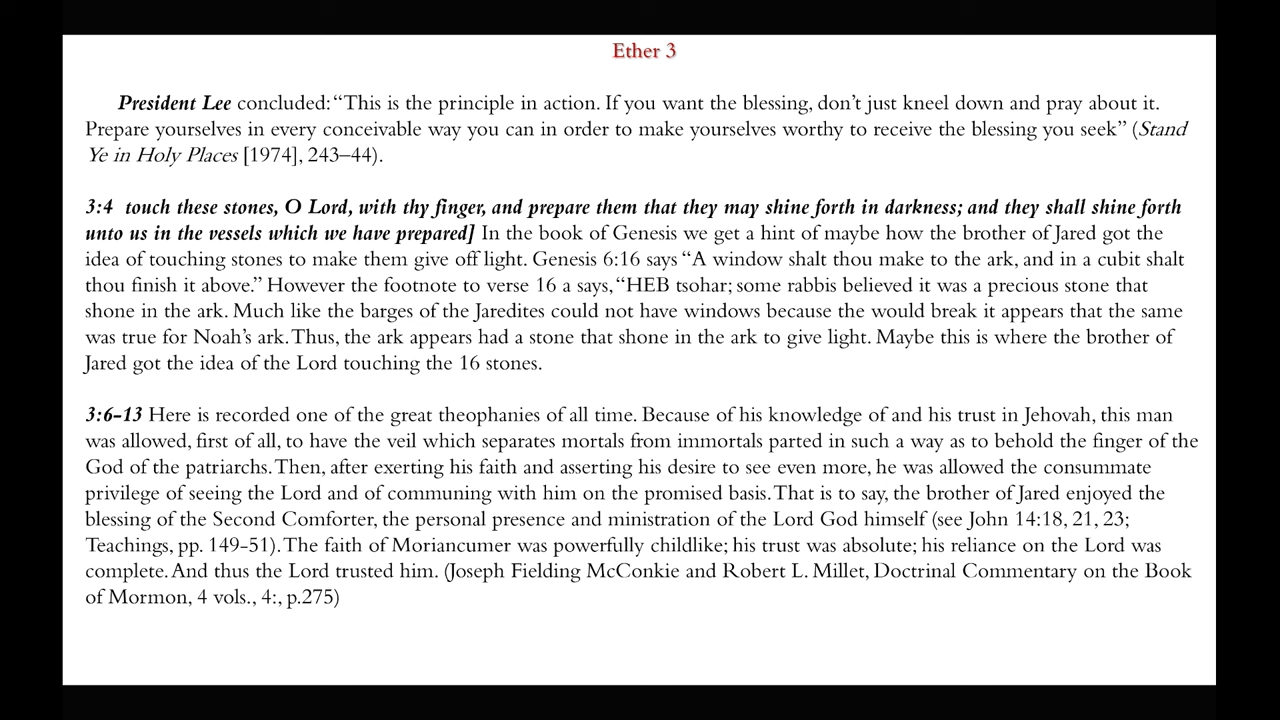 Ether 3
President Lee concluded: “This is the principle in action. If you want the blessing, don’t just kneel down and pray about it.
Prepare yourselves in every conceivable way you can in order to make yourselves worthy to receive the blessing you seek” (Stand
Ye in Holy Places [1974], 243–44).
3:4 touch these stones, O Lord, with thy finger, and prepare them that they may shine forth in darkness; and they shall shine forth
unto us in the vessels which we have prepared] In the book of Genesis we get a hint of maybe how the brother of Jared got the
idea of touching stones to make them give off light. Genesis 6:16 says “A window shalt thou make to the ark, and in a cubit shalt
thou finish it above.” However the footnote to verse 16 a says, “HEB tsohar; some rabbis believed it was a precious stone that
shone in the ark. Much like the barges of the Jaredites could not have windows because the would break it appears that the same
was true for Noah’s ark. Thus, the ark appears had a stone that shone in the ark to give light. Maybe this is where the brother of
Jared got the idea of the Lord touching the 16 stones.
3:6-13 Here is recorded one of the great theophanies of all time. Because of his knowledge of and his trust in Jehovah, this man
was allowed, first of all, to have the veil which separates mortals from immortals parted in such a way as to behold the finger of the
God of the patriarchs. Then, after exerting his faith and asserting his desire to see even more, he was allowed the consummate
privilege of seeing the Lord and of communing with him on the promised basis. That is to say, the brother of Jared enjoyed the
blessing of the Second Comforter, the personal presence and ministration of the Lord God himself (see John 14:18, 21, 23;
Teachings, pp. 149-51). The faith of Moriancumer was powerfully childlike; his trust was absolute; his reliance on the Lord was
complete. And thus the Lord trusted him. (Joseph Fielding McConkie and Robert L. Millet, Doctrinal Commentary on the Book
of Mormon, 4 vols., 4:, p.275)